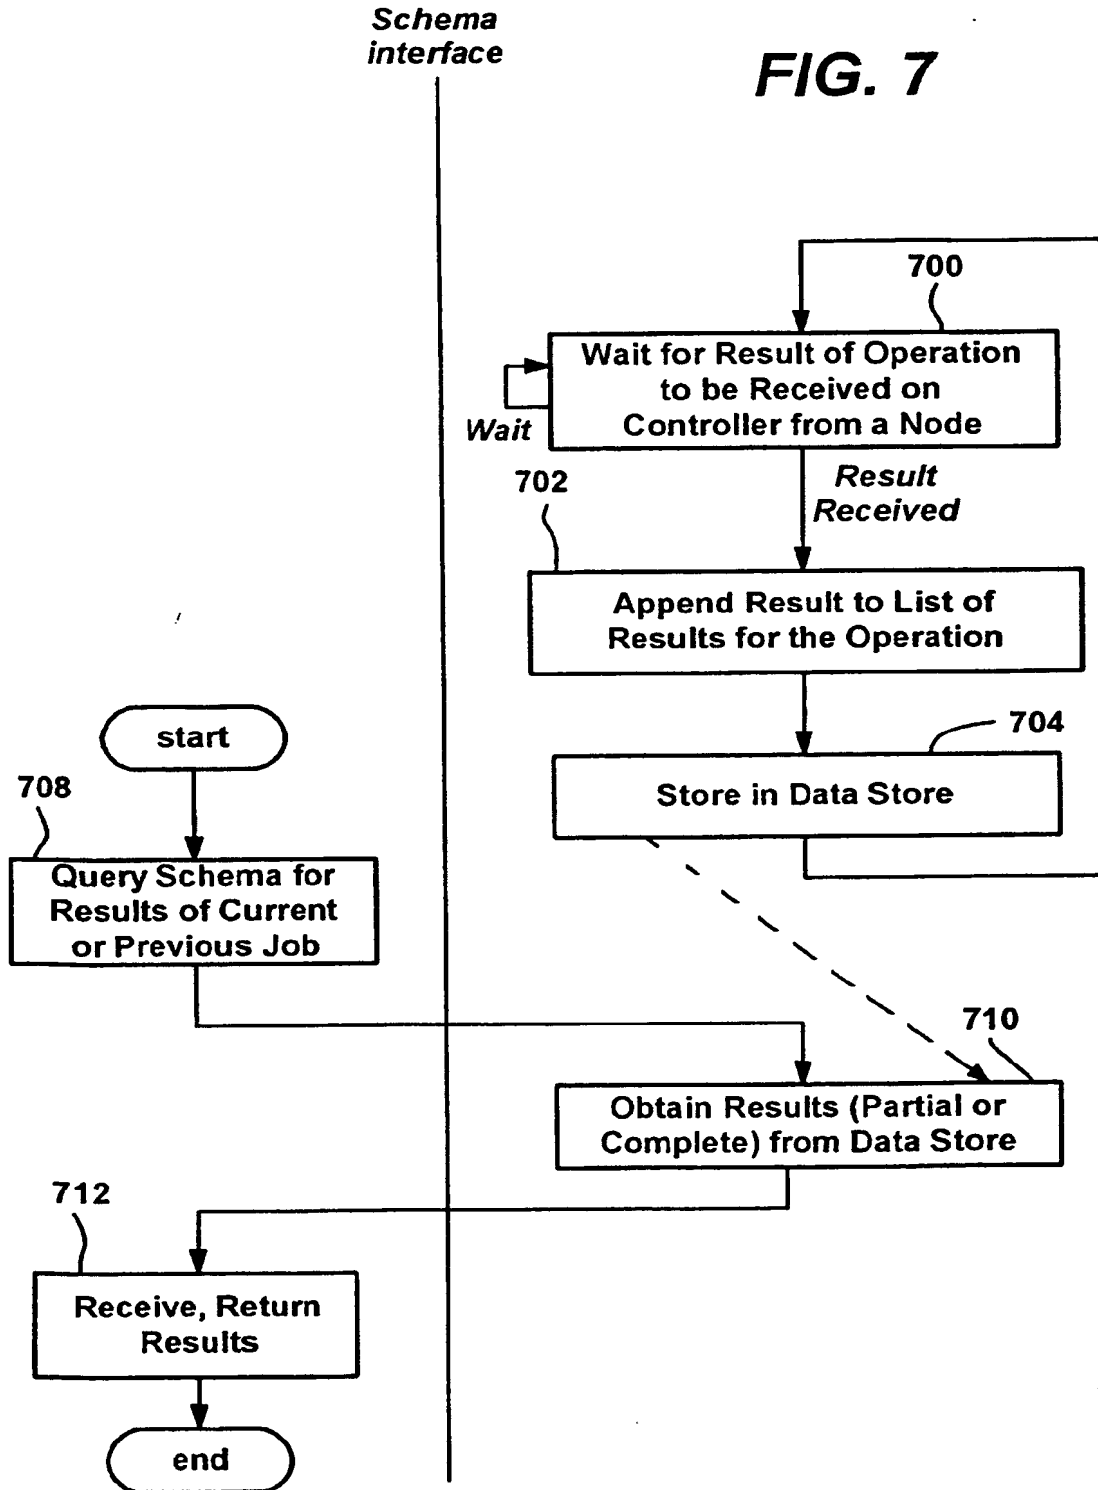 Schema
interface
FIG. 7
700
Wait for Result of Operation
to be Received on
Controller from a Node
Wait
Result
Received
702
Append Result to List of
Results for the Operation
704
Store in Data Store
start
708
Query Schema for
Results of Current
or Previous Job
710
Obtain Results (Partial or
Complete) from Data Store
712
Receive, Return
Results
end